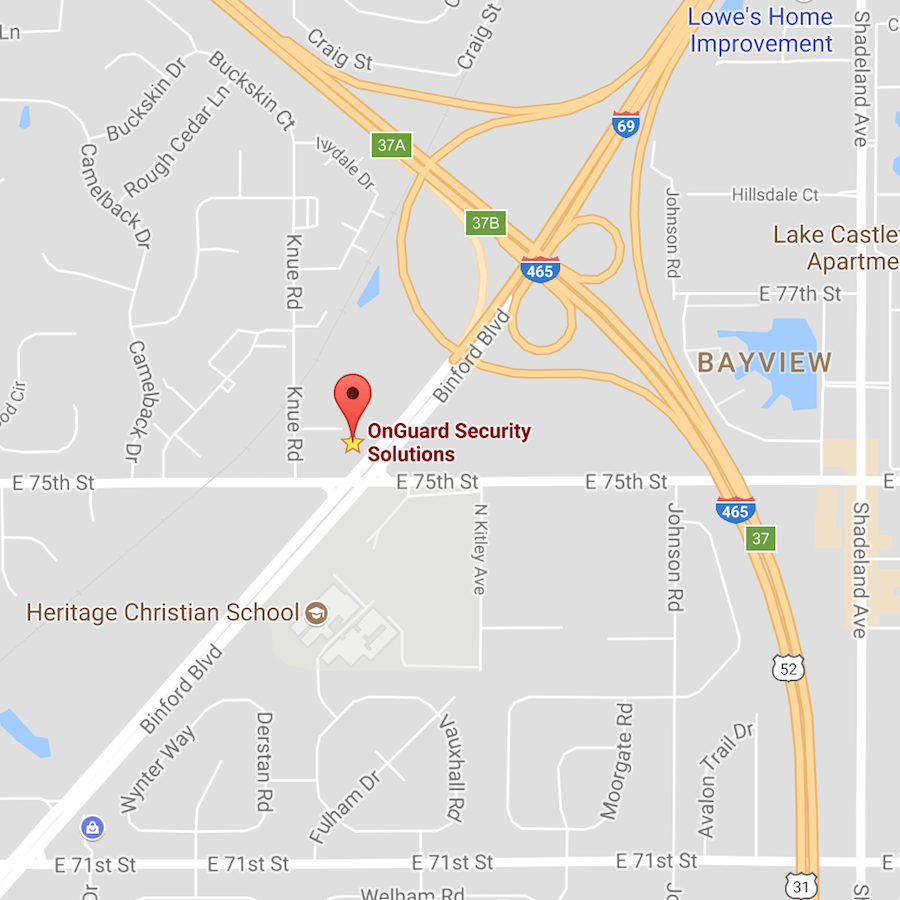 Lowe's Home
Improvement
Ln
Craig St
Craig St
Shadeland Ave
Buckskin Dr
Buckskin Ct
Rough Cedar Ln
69
37A
Nydale Dr
Camelback Dr
Johnson Rd
Hillsdale Ct
37B
Lake Castle
Apartme
Knue Rd
465
E 77th St
Binford Blvd
BAYVIEW
Camelback Dr
Knue Rd
OnGuard Security
Solutions
E 75th St
E 75th St
E 75th St
E
465
37
N Kitley Ave
Johnson Rd
Shadeland Ave
Heritage Christian School
Binford Blvd
52
Wynter Way
Derstan Rd
Fulham Dr
Vauxhall Rd
Moorgate Rd
Avalon Trail Dr
E 71st St
E 71st St
E 71st St
E 71st St
E
Dr
Welham Rd
31